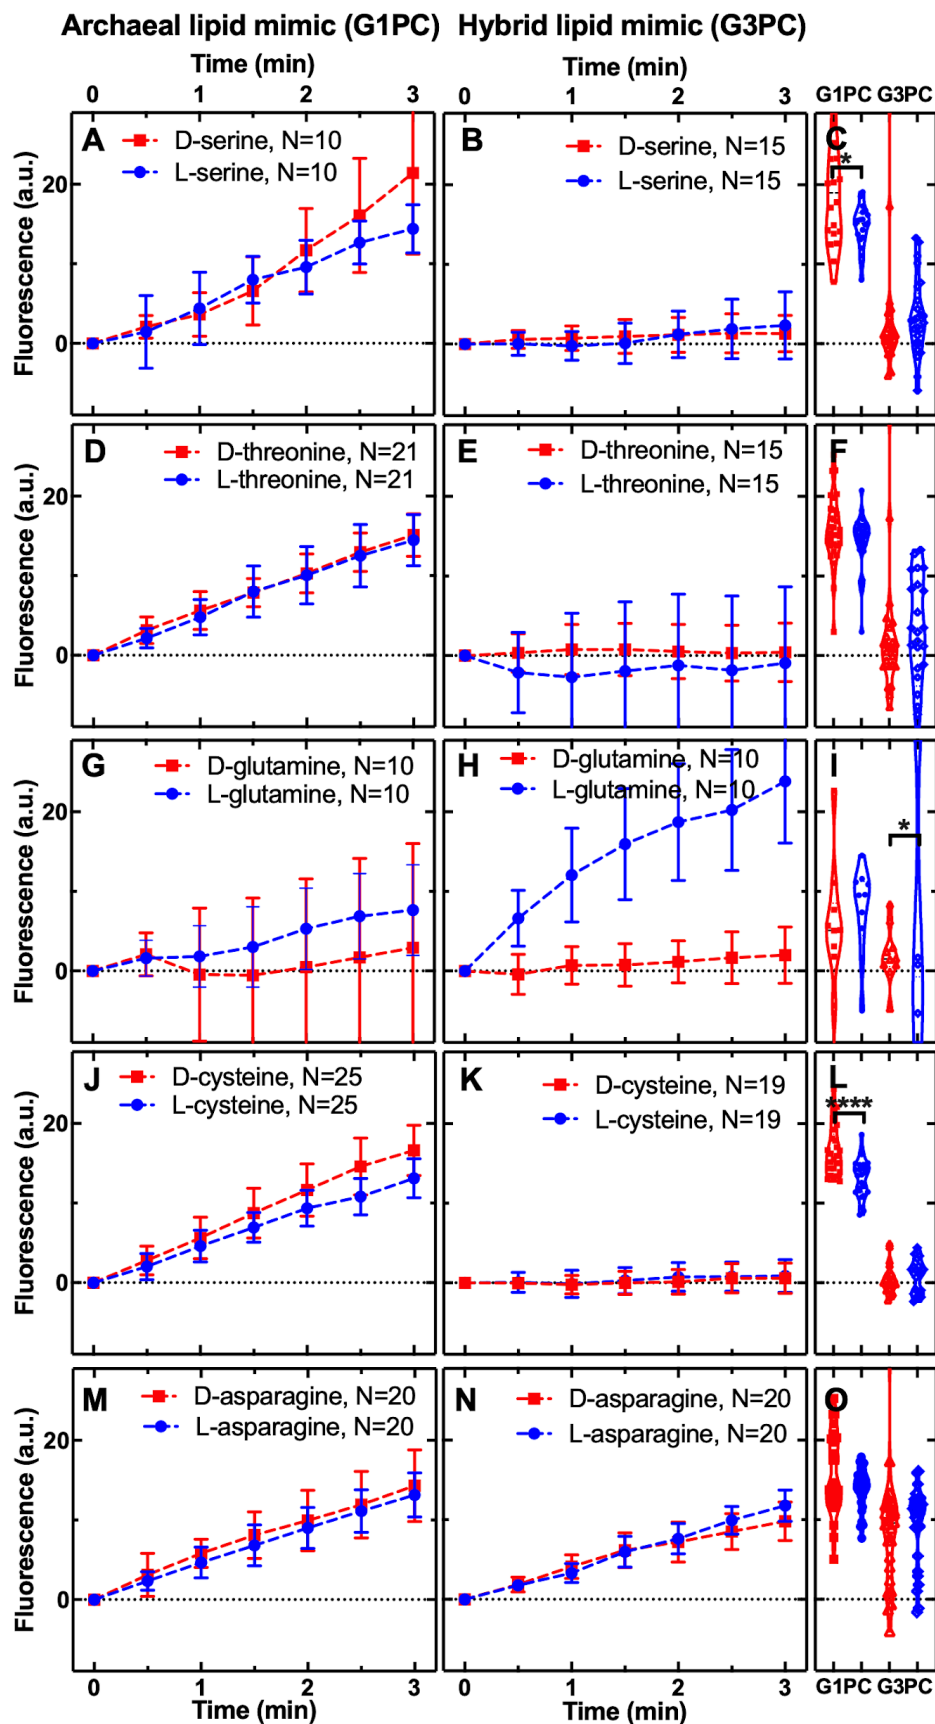 Archaeal lipid mimic (G1PC) Hybrid lipid mimic (G3PC)
Time (min) Time (min)
0 1 2 3 0 1 2 3 G1PC G3PC
A D-serine, N=10
L-serine, N=10
B D-serine, N=15
L-serine, N=15
C
*
20
0
Fluorescence (a.u.)
D D-threonine, N=21
L-threonine, N=21
E D-threonine, N=15
L-threonine, N=15
F
20
0
Fluorescence (a.u.)
G D-glutamine, N=10
L-glutamine, N=10
H D-glutamine, N=10
L-glutamine, N=10
I
*
20
0
Fluorescence (a.u.)
J D-cysteine, N=25
L-cysteine, N=25
K D-cysteine, N=19
L-cysteine, N=19
L
****
20
0
Fluorescence (a.u.)
M D-asparagine, N=20
L-asparagine, N=20
N D-asparagine, N=20
L-asparagine, N=20
O
20
0
Fluorescence (a.u.)
0 1 2 3 0 1 2 3 G1PC G3PC
Time (min) Time (min)